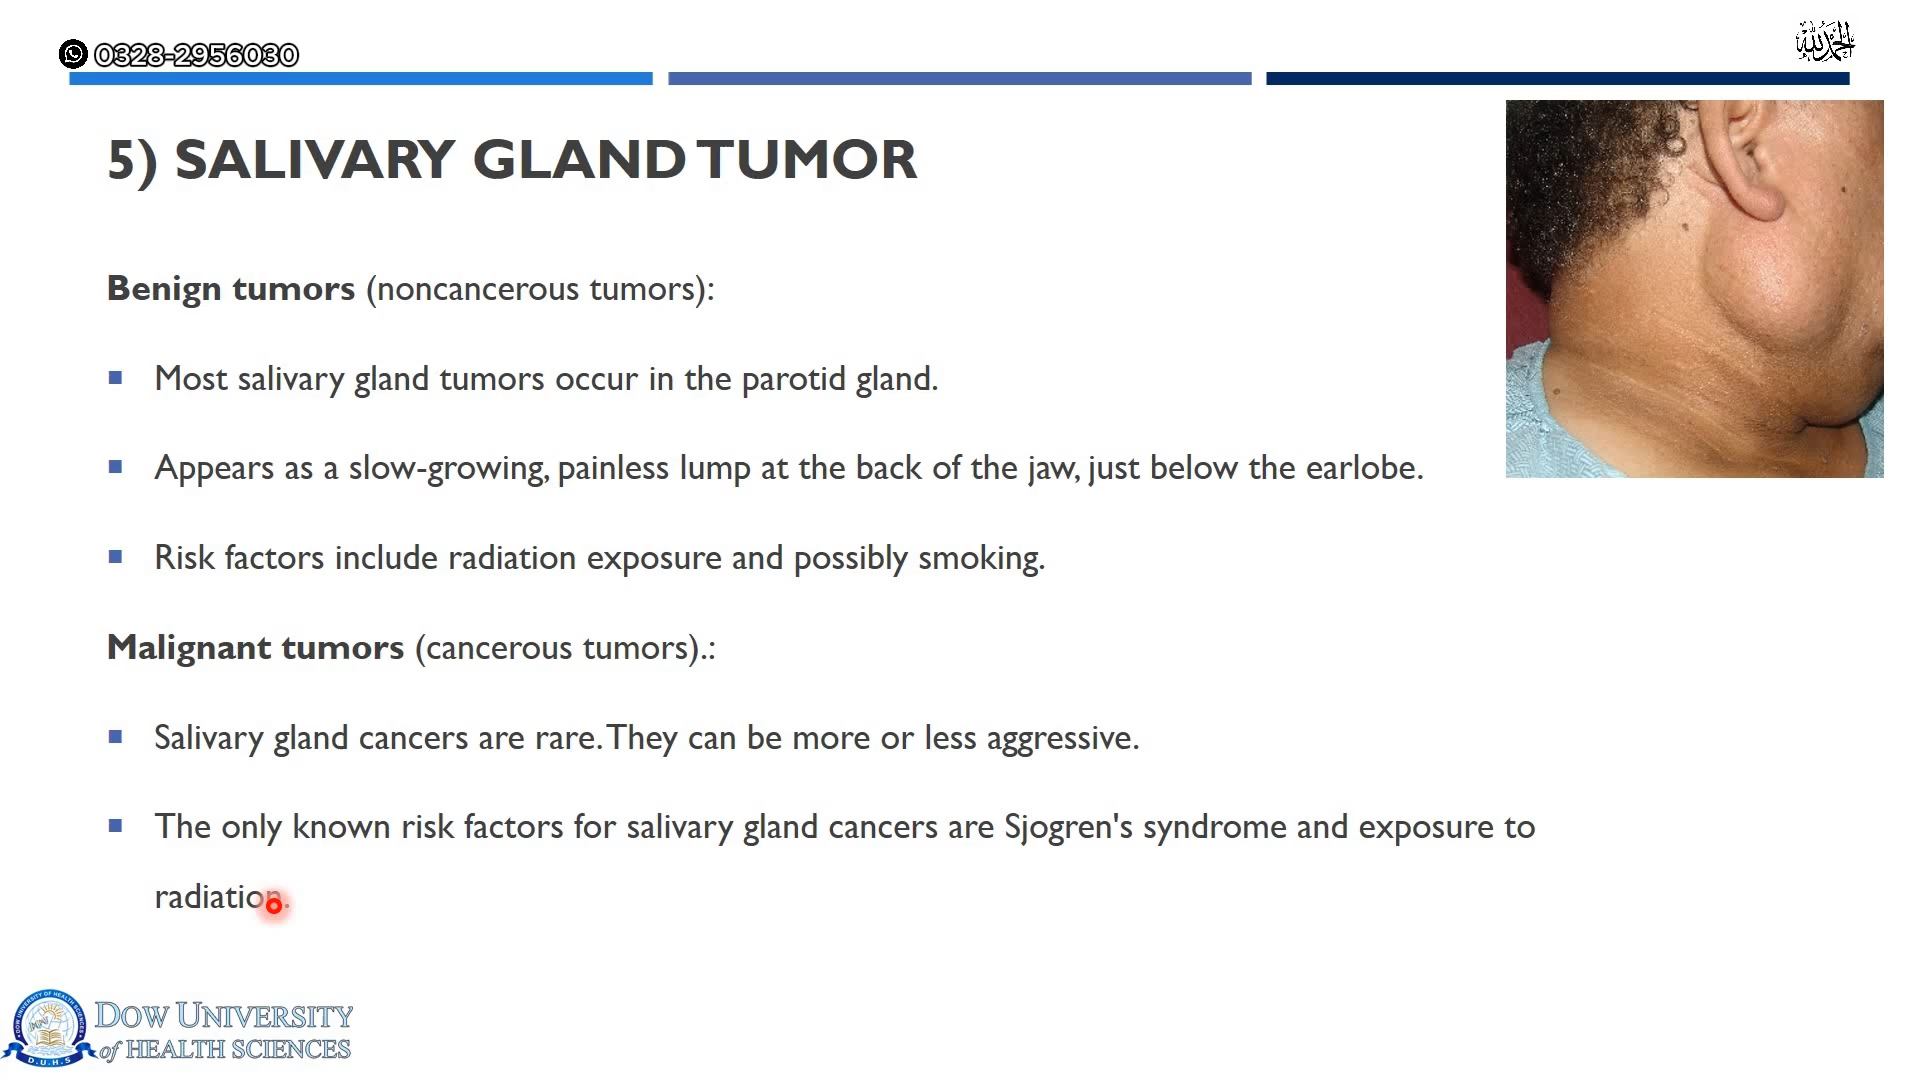 0328-2956030
الحمدلله
5) SALIVARY GLAND TUMOR
Benign tumors (noncancerous tumors):
Most salivary gland tumors occur in the parotid gland.
Appears as a slow-growing, painless lump at the back of the jaw, just below the earlobe.
Risk factors include radiation exposure and possibly smoking.
Malignant tumors (cancerous tumors).:
Salivary gland cancers are rare. They can be more or less aggressive.
The only known risk factors for salivary gland cancers are Sjogren's syndrome and exposure to
radiation.
DOW UNIVERSITY
of HEALTH SCIENCES
D.U.H.S